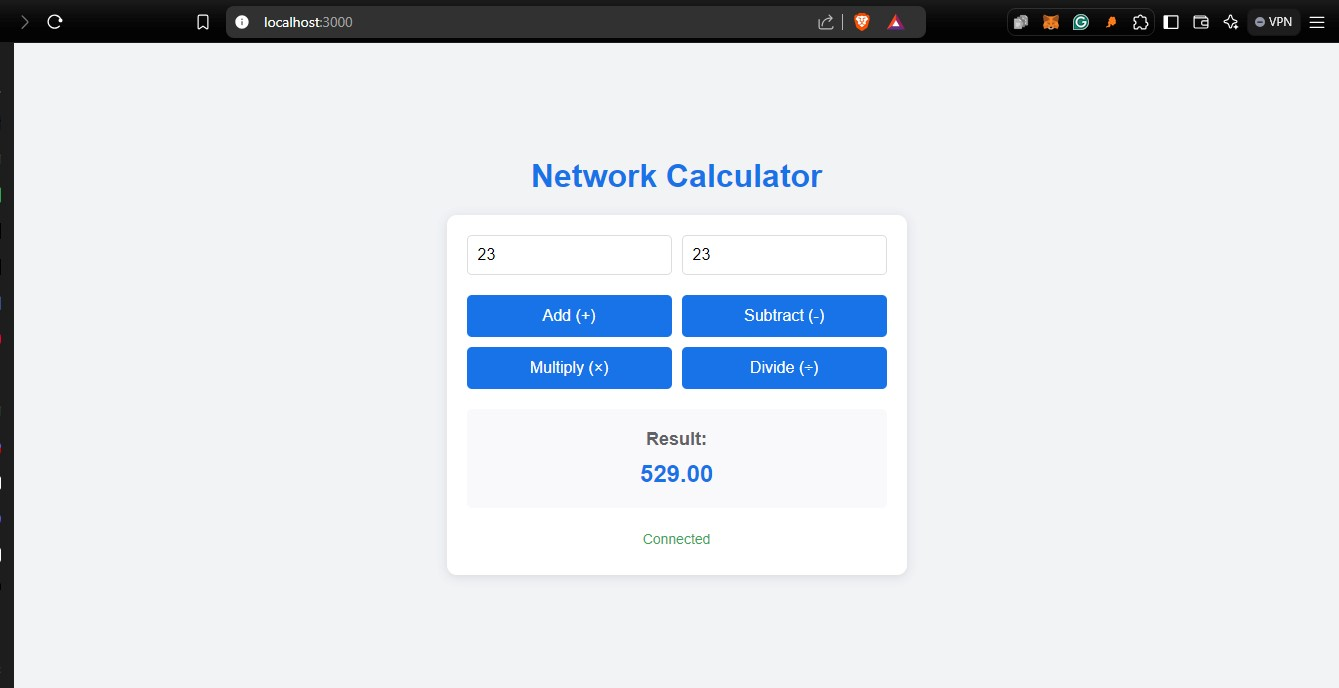 localhost:3000
VPN
Network Calculator
23 23
Add (+) Subtract (-)
Multiply (×) Divide (÷)
Result:
529.00
Connected